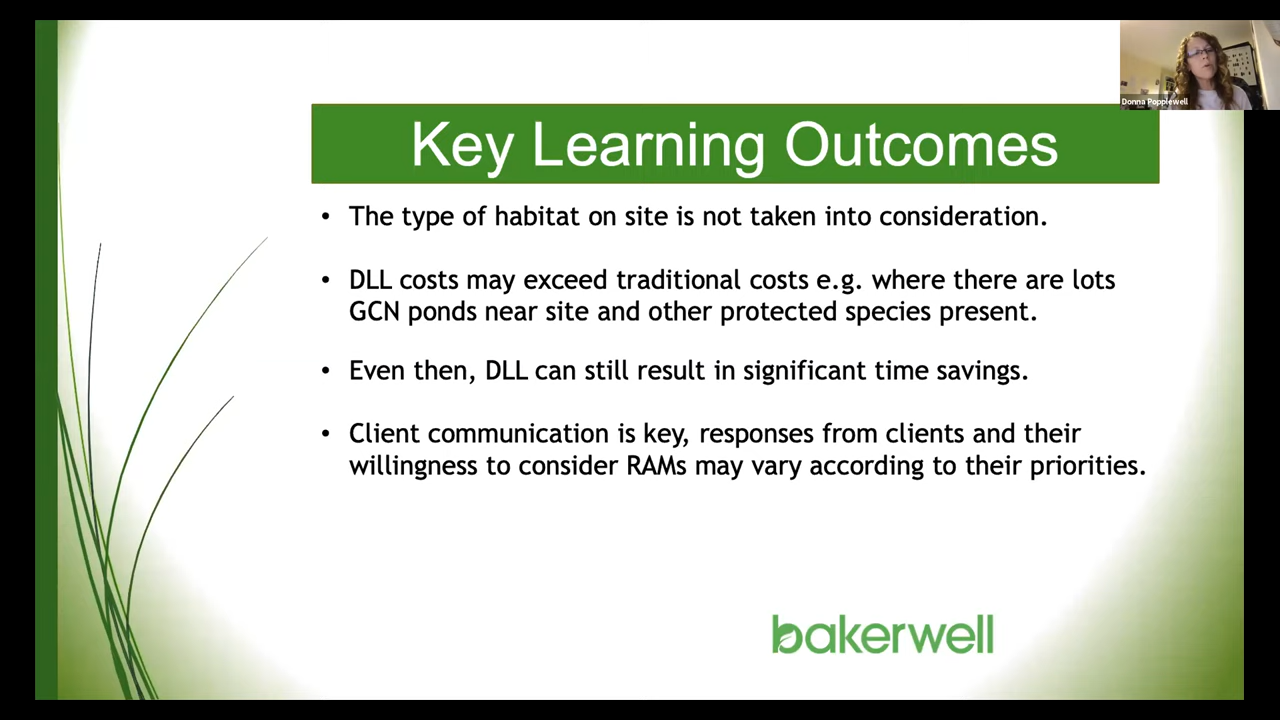 Donna Popplewell
Key Learning Outcomes
• The type of habitat on site is not taken into consideration.
• DLL costs may exceed traditional costs e.g. where there are lots
GCN ponds near site and other protected species present.
• Even then, DLL can still result in significant time savings.
• Client communication is key, responses from clients and their
willingness to consider RAMs may vary according to their priorities.
bakerwell